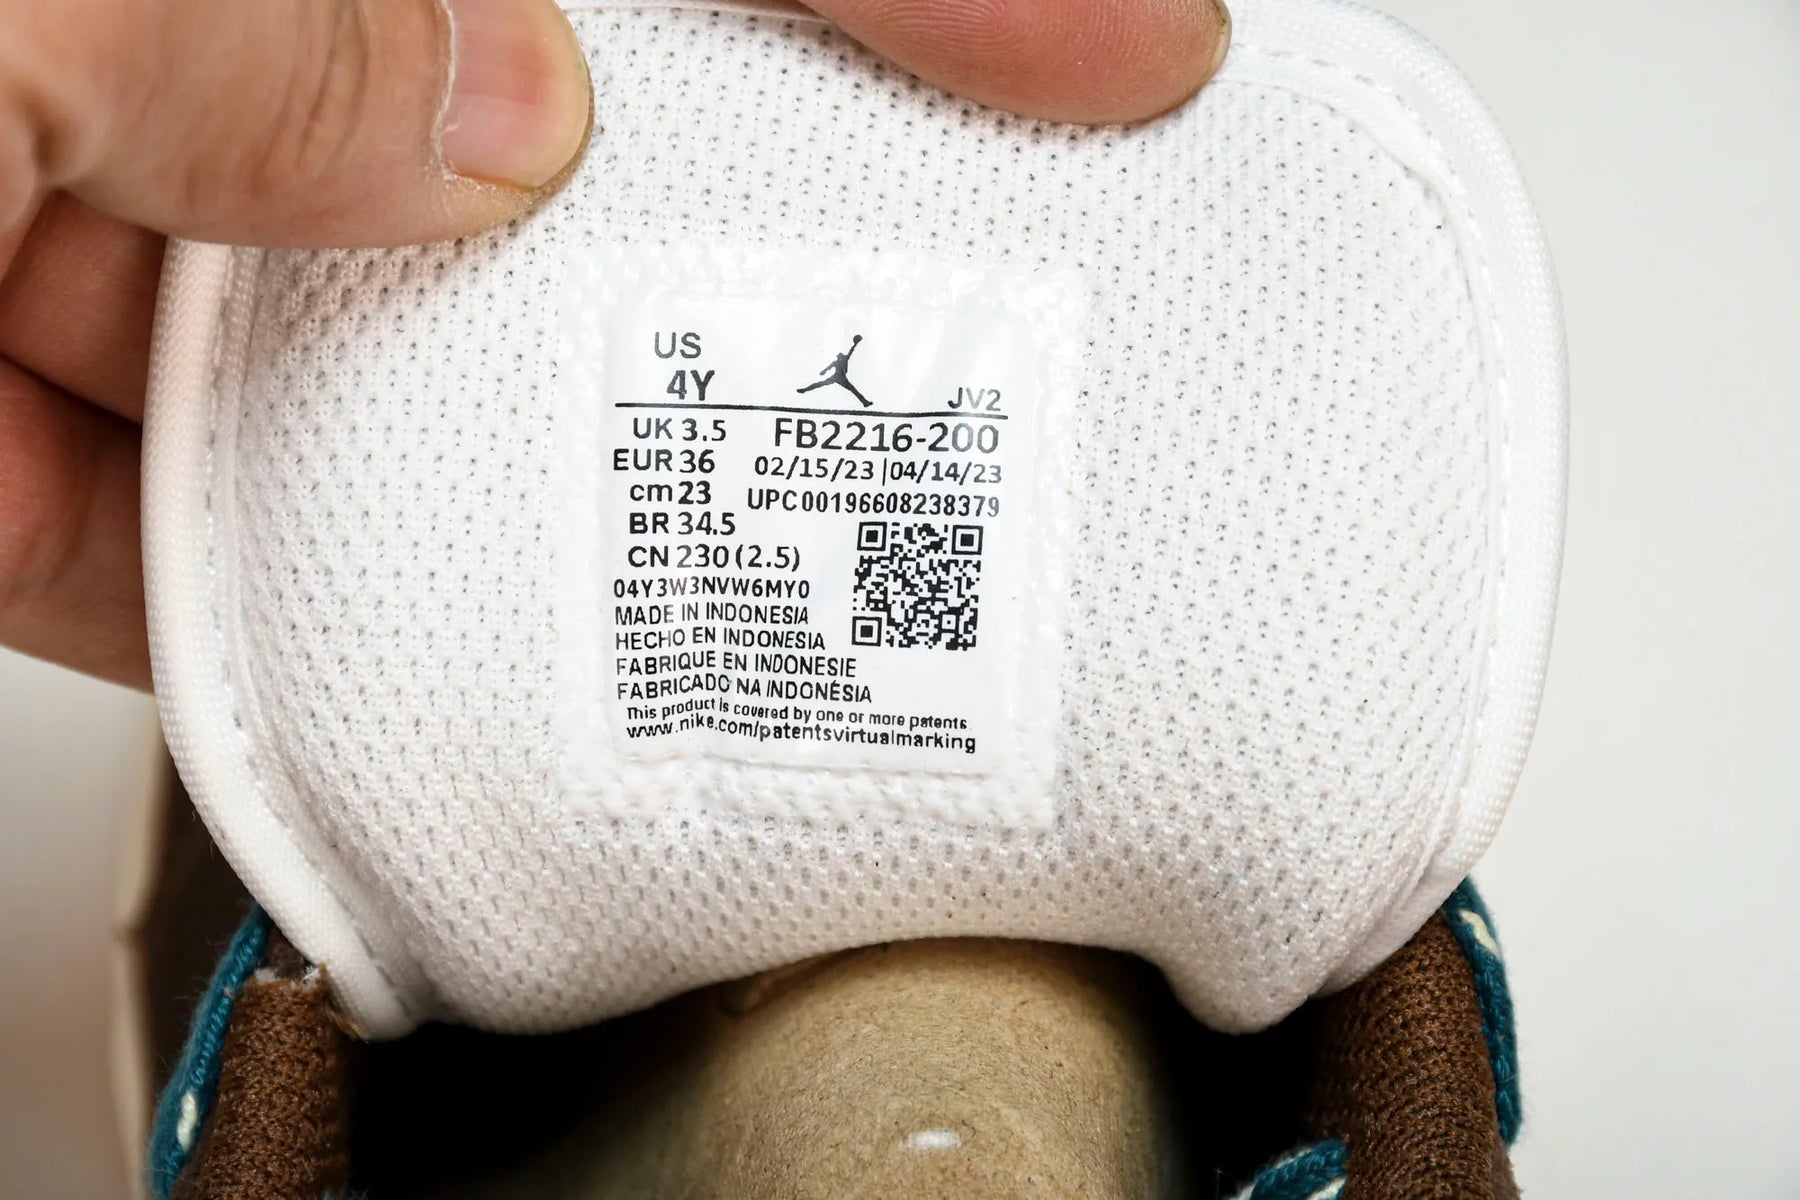 US
4Y JV2
UK 3.5 FB2216-200
EUR 36 02/15/23 | 04/14/23
cm 23 UPC00196608238379
BR 34.5
CN 230 (2.5)
04Y3W3NVW6MY0
MADE IN INDONESIA
HECHO EN INDONESIA
FABRIQUE EN INDONESIE
FABRICADO NA INDONÉSIA
This product is covered by one or more patents
www.nike.com/patentsvirtualmarking